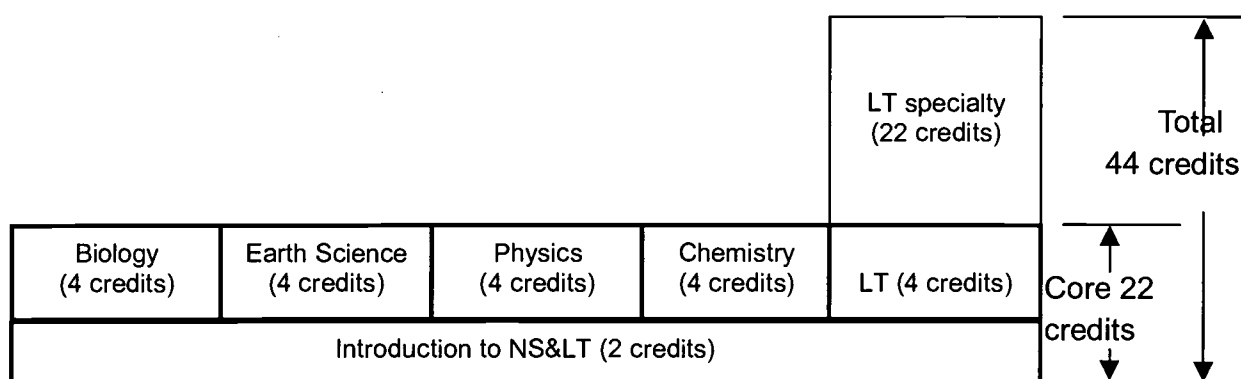 LT specialty
(22 credits)
Total
44 credits
Biology
(4 credits)
Earth Science
(4 credits)
Physics
(4 credits)
Chemistry
(4 credits)
LT (4 credits)
Core 22
credits
Introduction to NS&LT (2 credits)